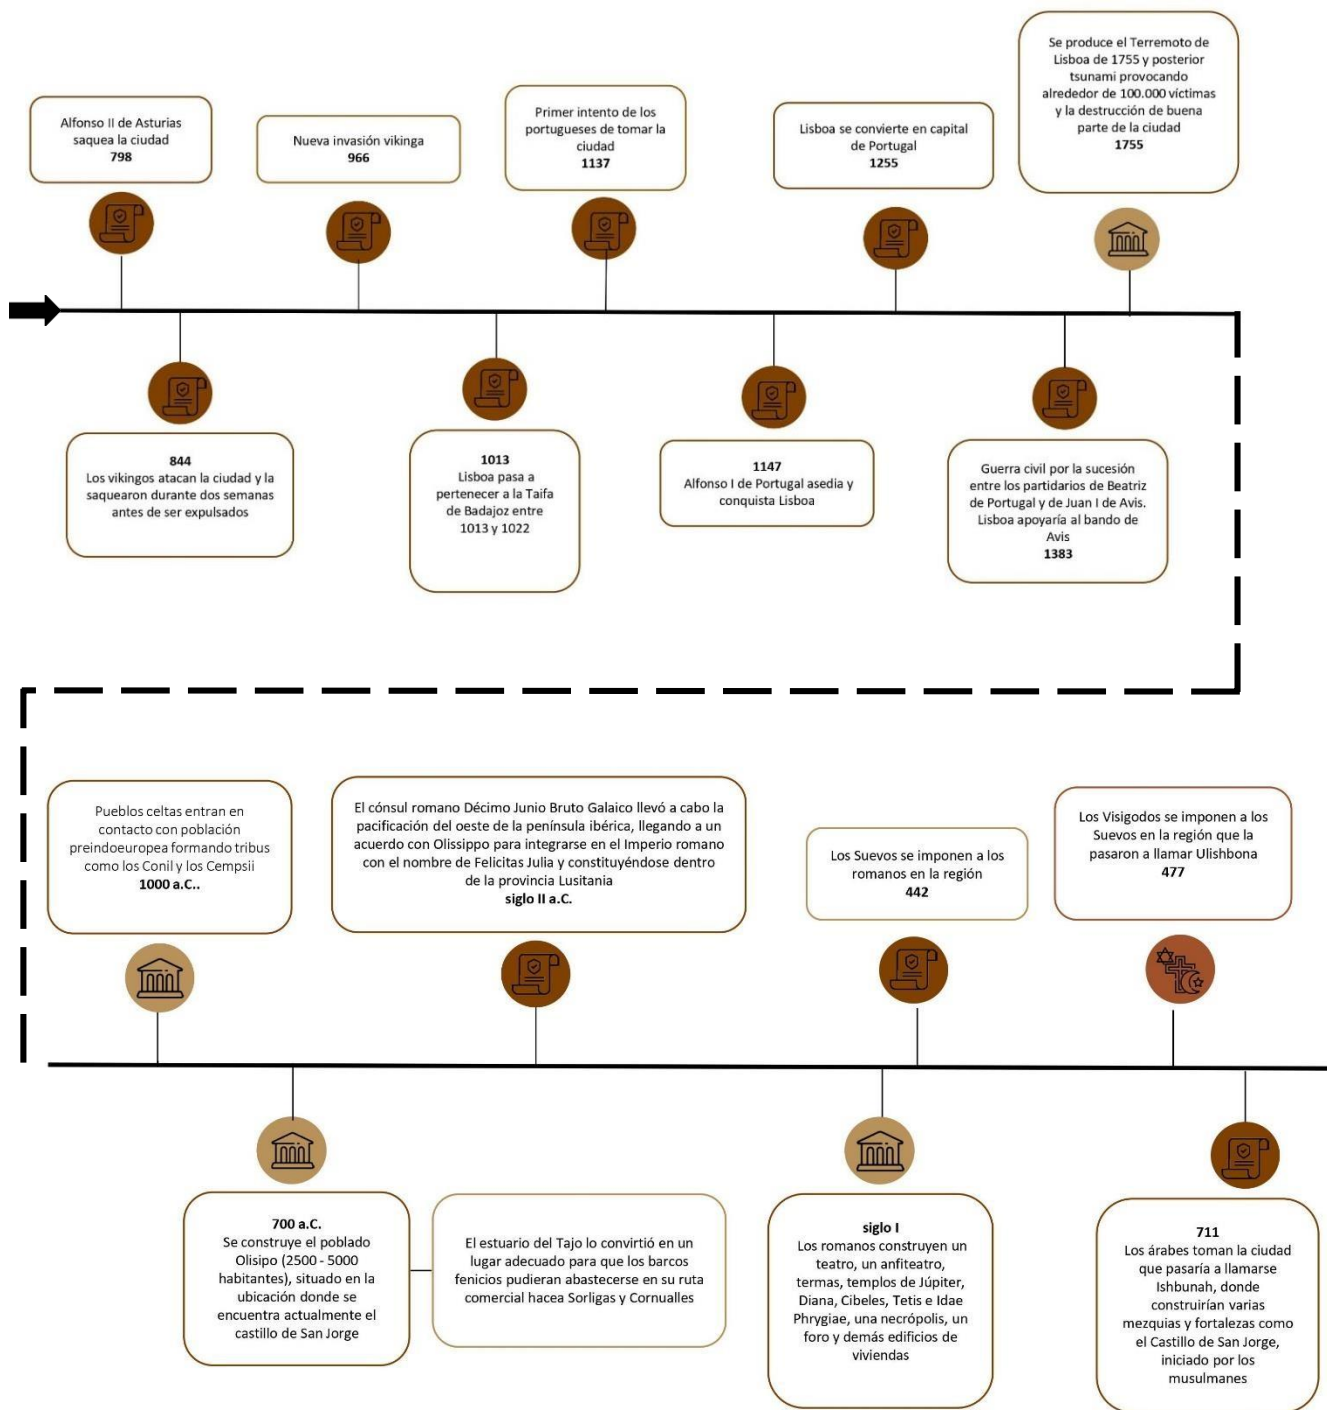 Alfonso II de Asturias
saquea la ciudad
798
Nueva invasión vikinga
966
Primer intento de los
portugueses de tomar la
ciudad
1137
Lisboa se convierte en capital
de Portugal
1255
Se produce el Terremoto de
Lisboa de 1755 y posterior
tsunami provocando
alrededor de 100.000 víctimas
y la destrucción de buena
parte de la ciudad
1755
844
Los vikingos atacan la ciudad y la
saquearon durante dos semanas
antes de ser expulsados
1013
Lisboa pasa a
pertenecer a la Taifa
de Badajoz entre
1013 y 1022
1147
Alfonso I de Portugal asedia y
conquista Lisboa
Guerra civil por la sucesión
entre los partidarios de Beatriz
de Portugal y de Juan I de Avis.
Lisboa apoyaría al bando de
Avis
1383
Pueblos celtas entran en
contacto con población
preindoeuropea formando tribus
como los Conil y los Cempsii
1000 a.C..
El cónsul romano Décimo Junio Bruto Galaico llevó a cabo la
pacificación del oeste de la península ibérica, llegando a un
acuerdo con Olissippo para integrarse en el Imperio romano
con el nombre de Felicitas Julia y constituyéndose dentro
de la provincia Lusitania
siglo II a.C.
Los Suevos se imponen a los
romanos en la región
442
Los Visigodos se imponen a los
Suevos en la región que la
pasaron a llamar Ulishbona
477
700 a.C.
Se construye el poblado
Olisipo (2500 - 5000
habitantes), situado en la
ubicación donde se
encuentra actualmente el
castillo de San Jorge
El estuario del Tajo lo convirtió en un
lugar adecuado para que los barcos
fenicios pudieran abastecerse en su ruta
comercial hacea Sorligas y Cornualles
siglo I
Los romanos construyen un
teatro, un anfiteatro,
termas, templos de Júpiter,
Diana, Cibeles, Tetis e Idae
Phrygiae, una necrópolis, un
foro y demás edificios de
viviendas
711
Los árabes toman la ciudad
que pasaría a llamarse
Ishbunah, donde
construirían varias
mezquias y fortalezas como
el Castillo de San Jorge,
iniciado por los
musulmanes